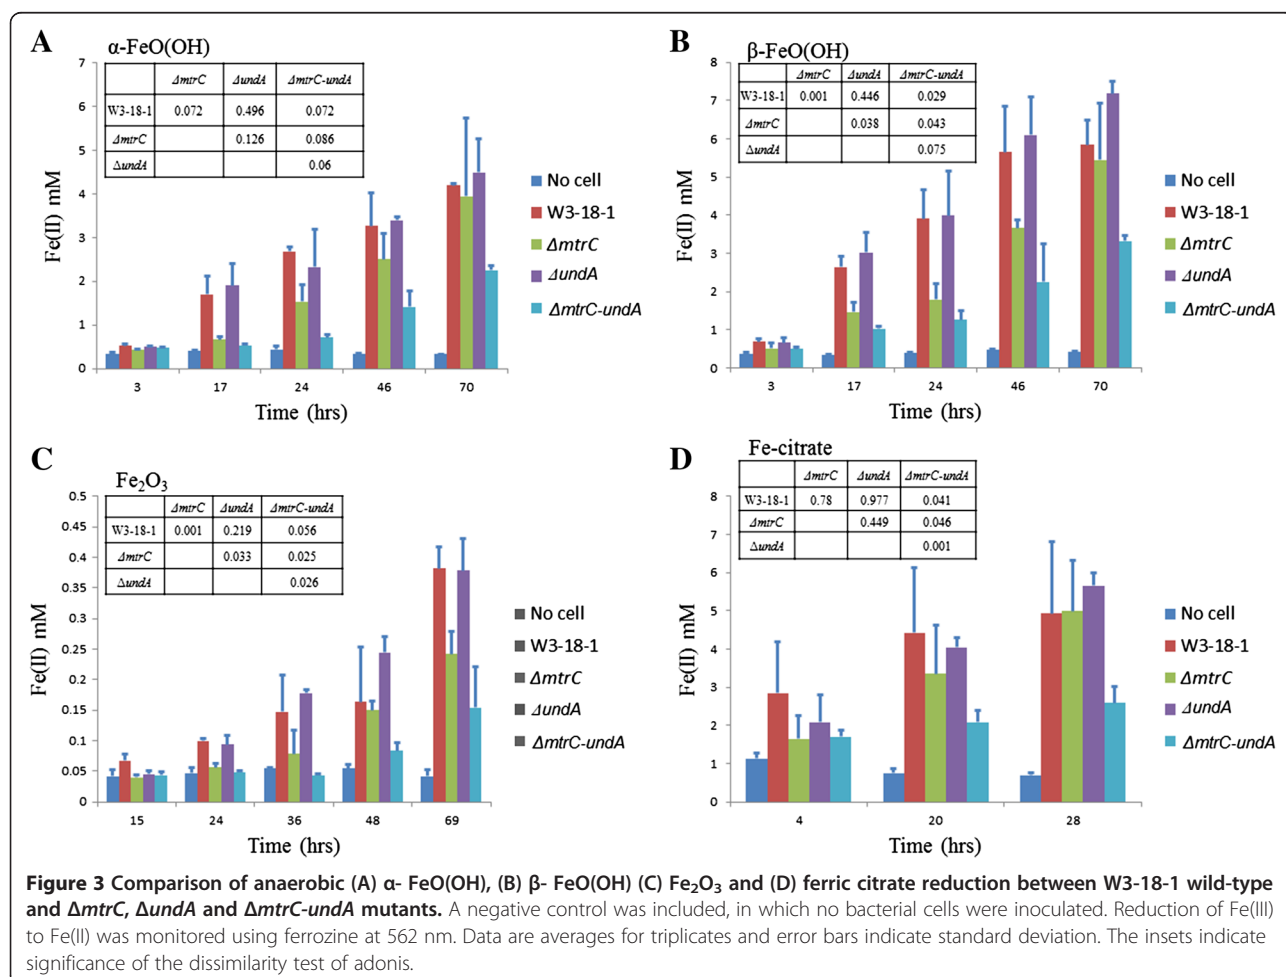 A
α-FeO(OH)
ΔmtrC ΔundA ΔmtrC-undA
W3-18-1 0.072 0.496 0.072
ΔmtrC 0.126 0.086
ΔundA 0.06
7
6
5
4
3
2
1
0
Fe(II) mM
3 17 24 46 70
Time (hrs)
No cell
W3-18-1
ΔmtrC
ΔundA
ΔmtrC-undA
B
β-FeO(OH)
ΔmtrC ΔundA ΔmtrC-undA
W3-18-1 0.001 0.446 0.029
ΔmtrC 0.038 0.043
ΔundA 0.075
8
7
6
5
4
3
2
1
0
Fe(II) mM
3 17 24 46 70
Time (hrs)
No cell
W3-18-1
ΔmtrC
ΔundA
ΔmtrC-undA
C
Fe₂O₃
ΔmtrC ΔundA ΔmtrC-undA
W3-18-1 0.001 0.219 0.056
ΔmtrC 0.033 0.025
ΔundA 0.026
0.5
0.45
0.4
0.35
0.3
0.25
0.2
0.15
0.1
0.05
0
Fe(II) mM
15 24 36 48 69
Time (hrs)
No cell
W3-18-1
ΔmtrC
ΔundA
ΔmtrC-undA
D
Fe-citrate
ΔmtrC ΔundA ΔmtrC-undA
W3-18-1 0.78 0.977 0.041
ΔmtrC 0.449 0.046
ΔundA 0.001
8
7
6
5
4
3
2
1
0
Fe(II) mM
4 20 28
Time (hrs)
No cell
W3-18-1
ΔmtrC
ΔundA
ΔmtrC-undA
Figure 3 Comparison of anaerobic (A) α- FeO(OH), (B) β- FeO(OH) (C) Fe₂O₃ and (D) ferric citrate reduction between W3-18-1 wild-type
and ΔmtrC, ΔundA and ΔmtrC-undA mutants. A negative control was included, in which no bacterial cells were inoculated. Reduction of Fe(III)
to Fe(II) was monitored using ferrozine at 562 nm. Data are averages for triplicates and error bars indicate standard deviation. The insets indicate
significance of the dissimilarity test of adonis.